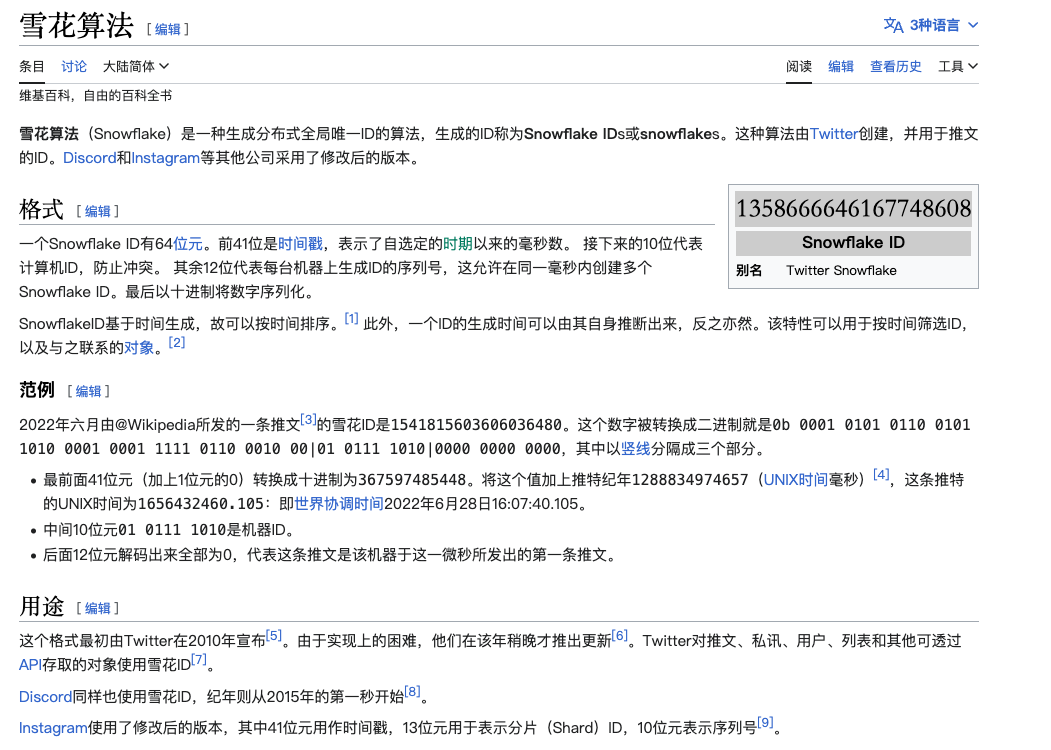 雪花算法 [ 编辑 ]
文A 3种语言
条目 讨论 大陆简体 阅读 编辑 查看历史 工具
维基百科，自由的百科全书
雪花算法（Snowflake）是一种生成分布式全局唯一ID的算法，生成的ID称为Snowflake IDs或snowflakes。这种算法由Twitter创建，并用于推文
的ID。Discord和Instagram等其他公司采用了修改后的版本。
格式 [ 编辑 ]
一个Snowflake ID有64位元。前41位是时间戳，表示了自选定的时期以来的毫秒数。 接下来的10位代表
计算机ID，防止冲突。 其余12位代表每台机器上生成ID的序列号，这允许在同一毫秒内创建多个
Snowflake ID。最后以十进制将数字序列化。
1358666646167748608
Snowflake ID
别名 Twitter Snowflake
SnowflakeID基于时间生成，故可以按时间排序。[1] 此外，一个ID的生成时间可以由其自身推断出来，反之亦然。该特性可以用于按时间筛选ID，
以及与之联系的对象。[2]
范例 [ 编辑 ]
2022年六月由@Wikipedia所发的一条推文[3]的雪花ID是1541815603606036480。这个数字被转换成二进制就是0b 0001 0101 0110 0101
1010 0001 0001 1111 0110 0010 00|01 0111 1010|0000 0000 0000，其中以竖线分隔成三个部分。
• 最前面41位元（加上1位元的0）转换成十进制为367597485448。将这个值加上推特纪年1288834974657（UNIX时间毫秒）[4]，这条推特
的UNIX时间为1656432460.105：即世界协调时间2022年6月28日16:07:40.105。
• 中间10位元01 0111 1010是机器ID。
• 后面12位元解码出来全部为0，代表这条推文是该机器于这一微秒所发出的第一条推文。
用途 [ 编辑 ]
这个格式最初由Twitter在2010年宣布[5]。由于实现上的困难，他们在该年稍晚才推出更新[6]。Twitter对推文、私讯、用户、列表和其他可透过
API存取的对象使用雪花ID[7]。
Discord同样也使用雪花ID，纪年则从2015年的第一秒开始[8]。
Instagram使用了修改后的版本，其中41位元用作时间戳，13位元用于表示分片（Shard）ID，10位元表示序列号[9]。